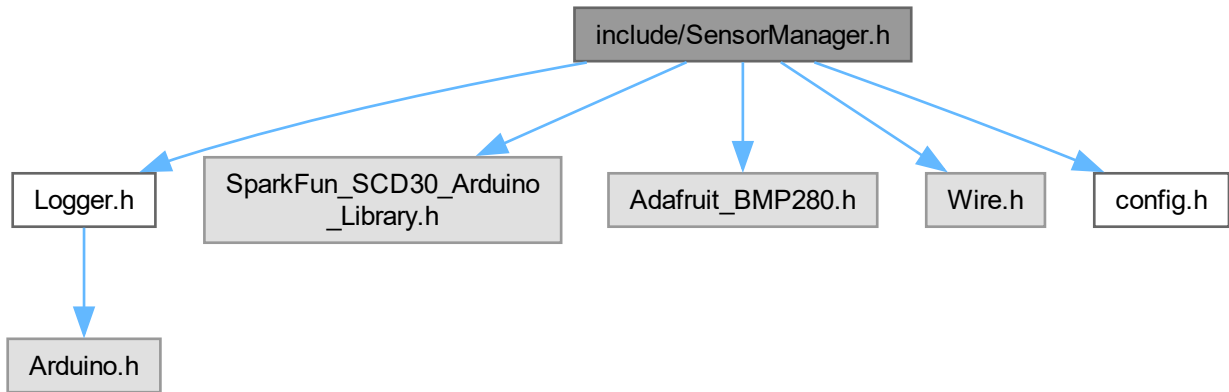 include/SensorManager.h
Logger.h
SparkFun_SCD30_Arduino
_Library.h
Adafruit_BMP280.h
Wire.h
config.h
Arduino.h